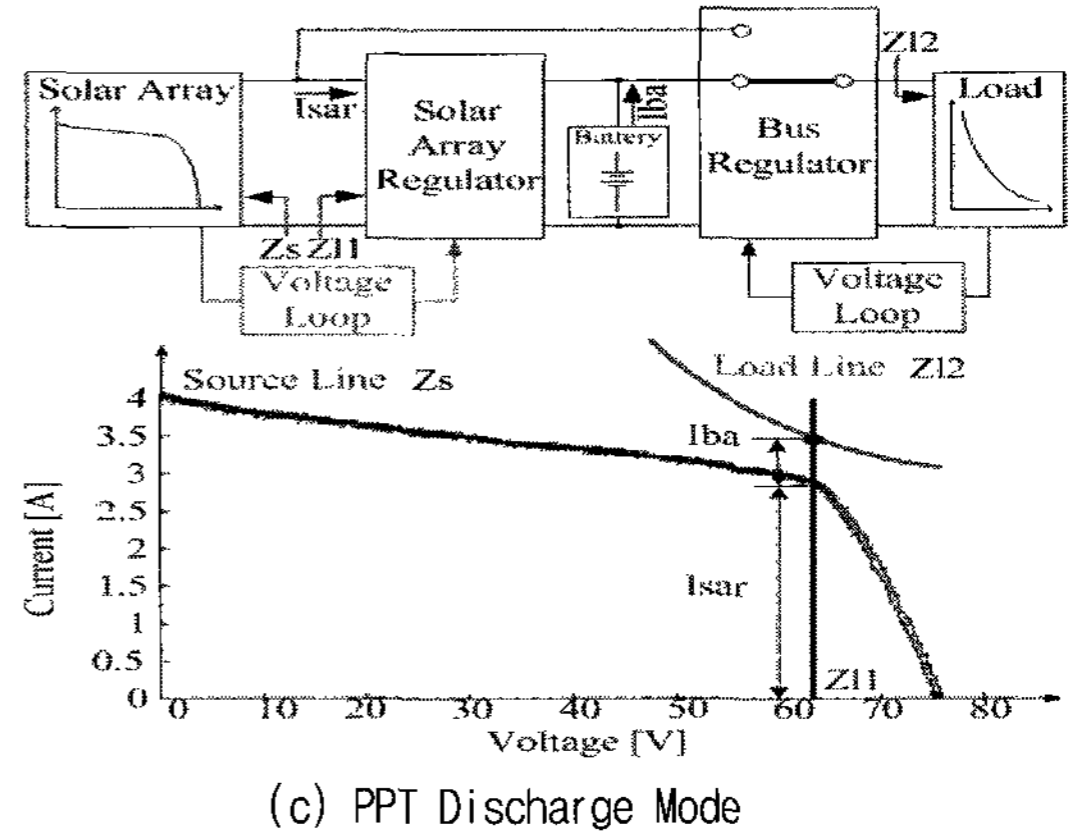 Solar Array
Isar
Solar
Array
Regulator
Iba
Battery
Bus
Regulator
Zl2
Load
Zs Zl1
Voltage
Loop
Voltage
Loop
Source Line Zs
Load Line Zl2
Iba
Isar
Zl1
Current [A]
4
3.5
3
2.5
2
1.5
1
0.5
0
0 10 20 30 40 50 60 70 80
Voltage [V]
(c) PPT Discharge Mode